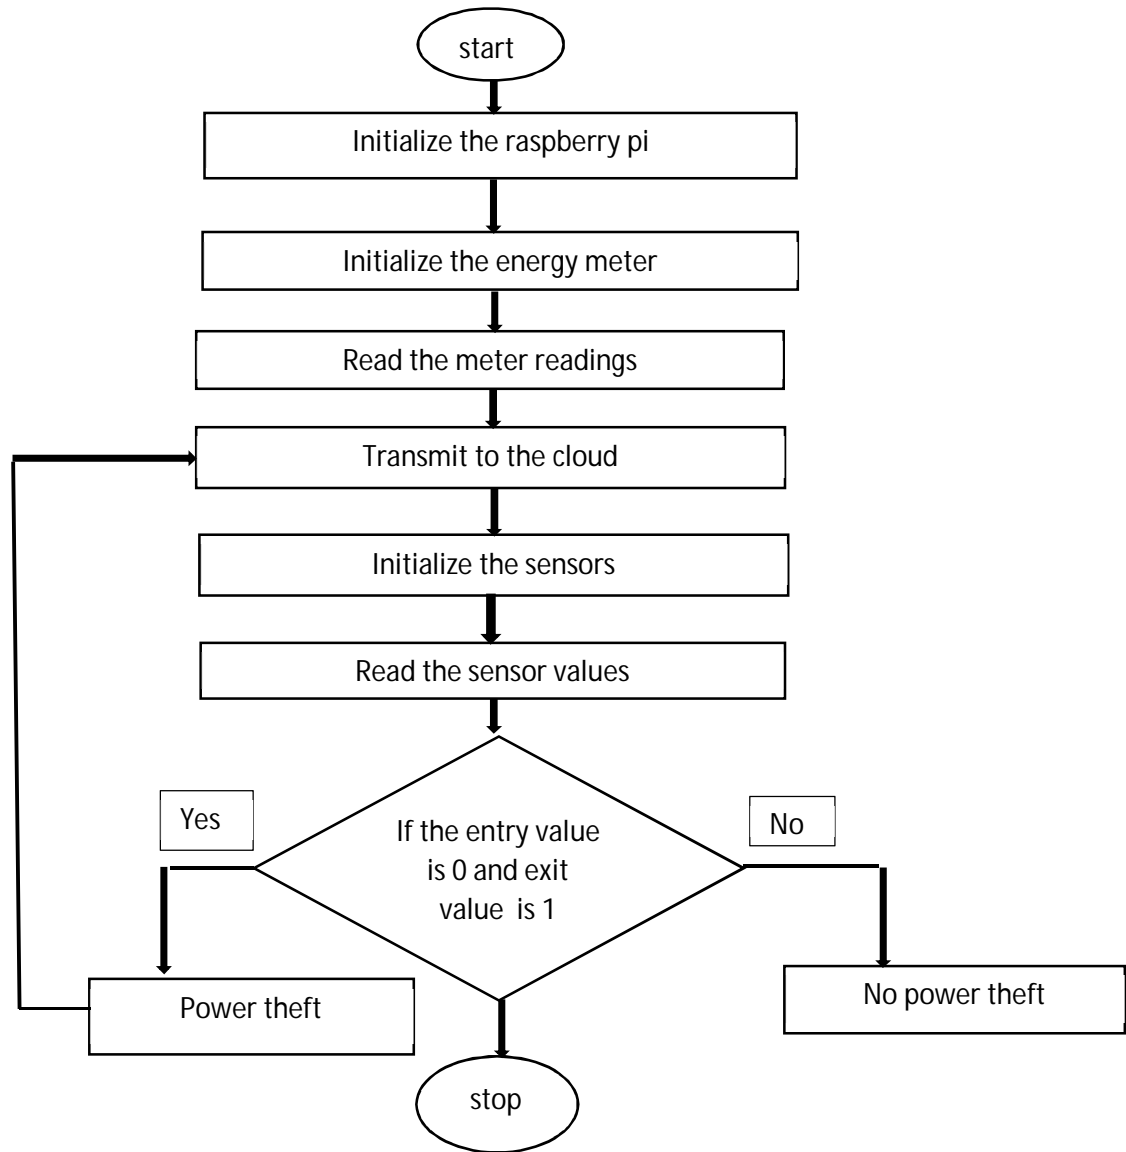 start
Initialize the raspberry pi
Initialize the energy meter
Read the meter readings
Transmit to the cloud
Initialize the sensors
Read the sensor values
Yes
If the entry value
is 0 and exit
value is 1
No
Power theft
No power theft
stop